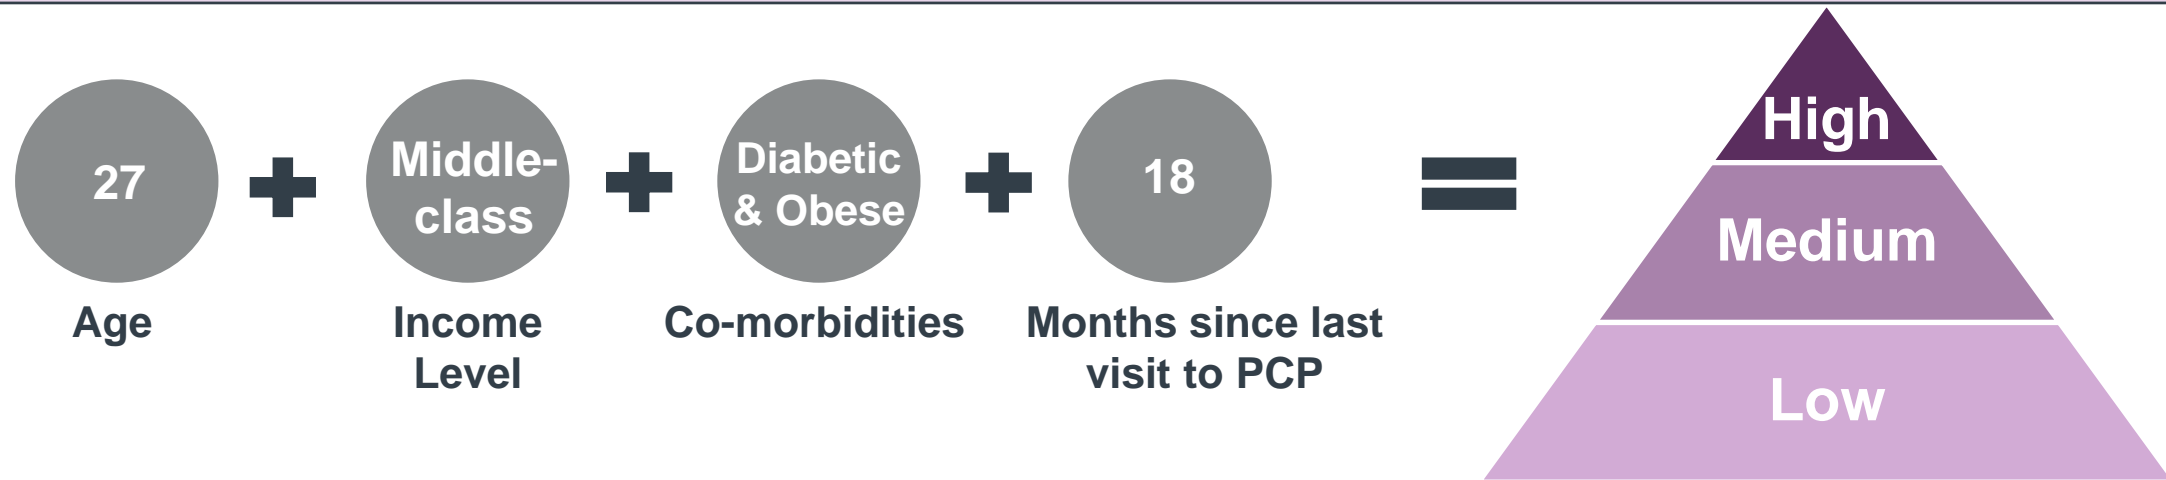 27
Age
Middle-
class
Income
Level
Diabetic
& Obese
Co-morbidities
18
Months since last
visit to PCP
High
Medium
Low